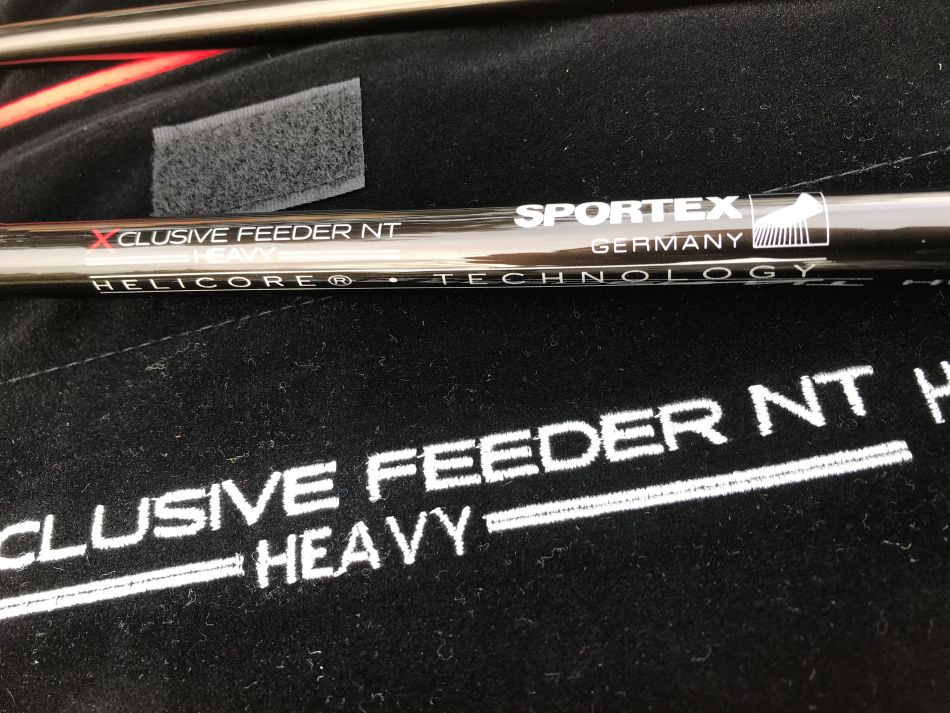 XCLUSIVE FEEDER NT
HEAVY
SPORTEX
GERMANY
HELICORE® • TECHNOLOGY
CLUSIVE FEEDER NT
HEAVY